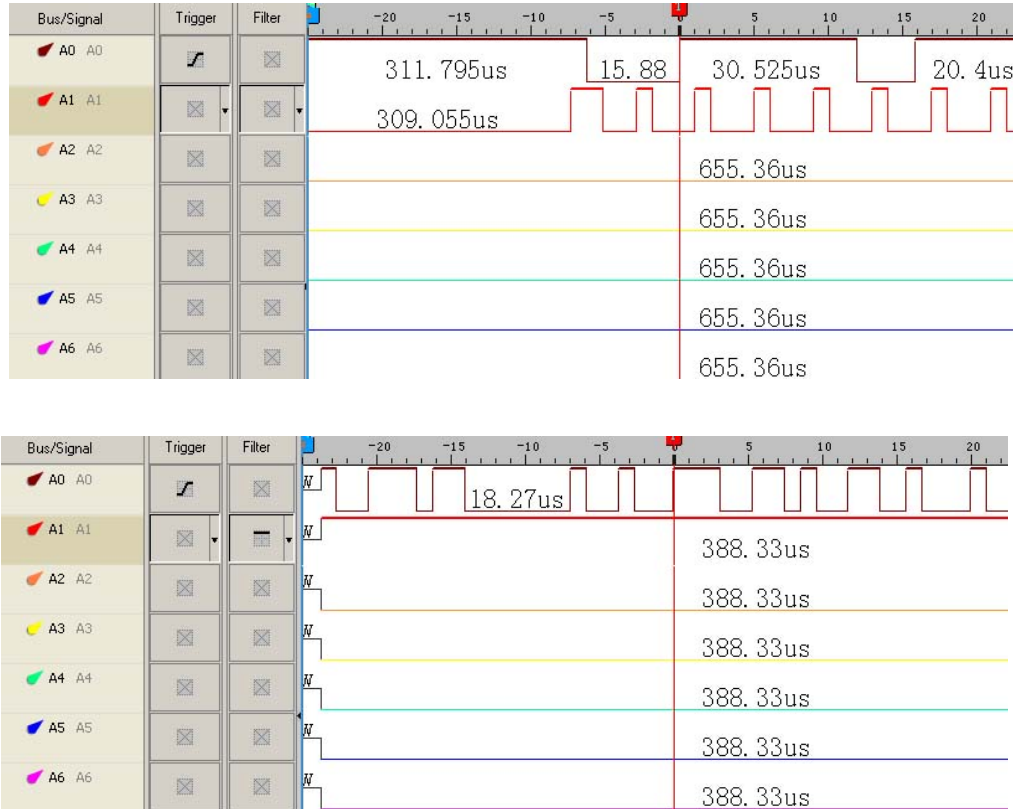 Bus/Signal Trigger Filter -20 -15 -10 -5 5 10 15 20
A0 A0 311.795us 15.88 30.525us 20.4us
A1 A1 309.055us
A2 A2 655.36us
A3 A3 655.36us
A4 A4 655.36us
A5 A5 655.36us
A6 A6 655.36us
Bus/Signal Trigger Filter -20 -15 -10 -5 5 10 15 20
A0 A0 N 18.27us
A1 A1 N 388.33us
A2 A2 N 388.33us
A3 A3 N 388.33us
A4 A4 N 388.33us
A5 A5 N 388.33us
A6 A6 N 388.33us